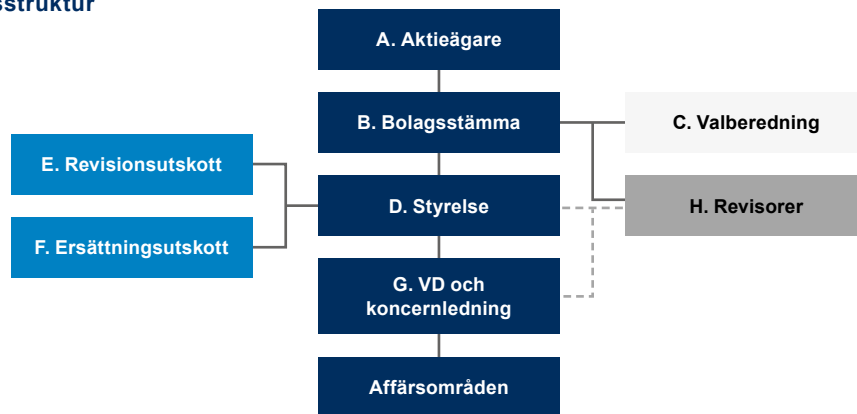 sstruktur
A. Aktieägare
B. Bolagsstämma
C. Valberedning
E. Revisionsutskott
D. Styrelse
H. Revisorer
F. Ersättningsutskott
G. VD och
koncernledning
Affärsområden